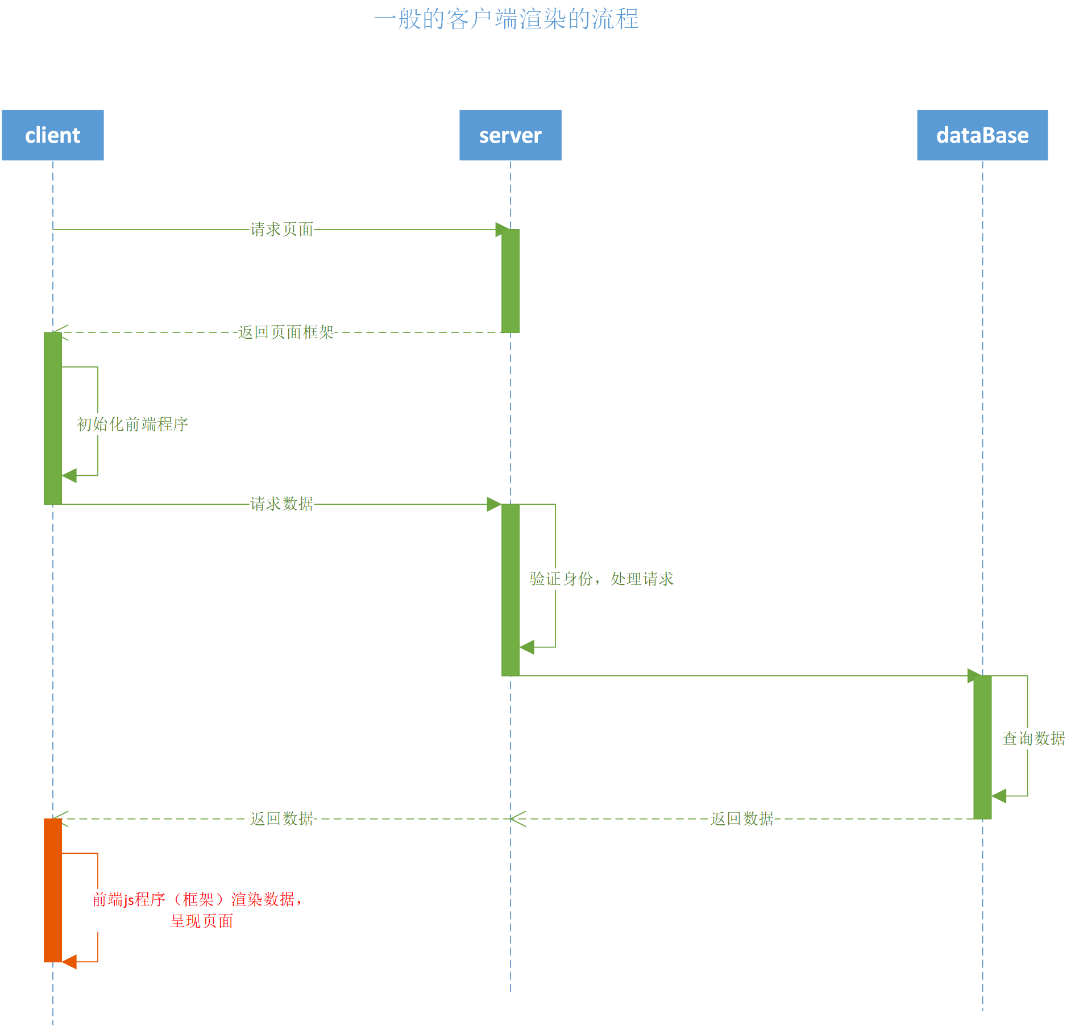 一般的客户端渲染的流程
client
server
dataBase
请求页面
返回页面框架
初始化前端程序
请求数据
验证身份，处理请求
查询数据
返回数据
返回数据
前端js程序（框架）渲染数据，
呈现页面